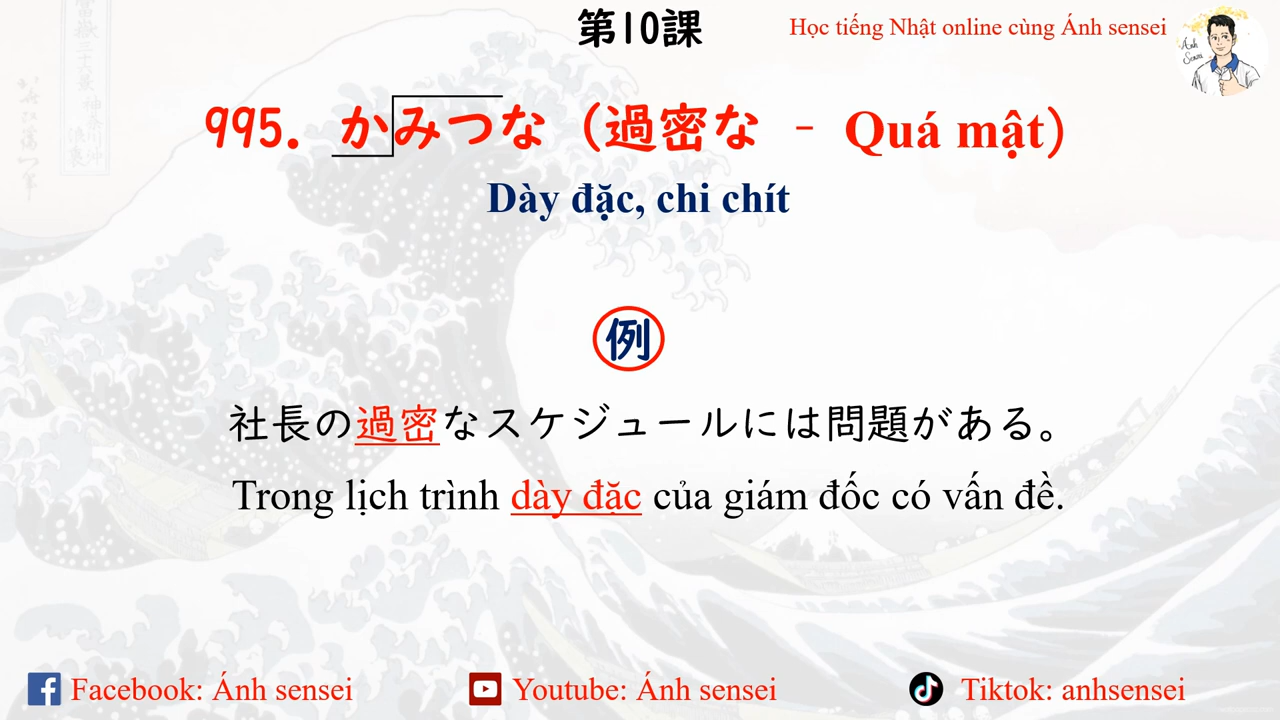 第10課
Học tiếng Nhật online cùng Ánh sensei
Anh Sensei
995. かみつな (過密な - Quá mật)
Dày đặc, chi chít
例
社長の過密なスケジュールには問題がある。
Trong lịch trình dày đặc của giám đốc có vấn đề.
Facebook: Ánh sensei
Youtube: Ánh sensei
Tiktok: anhsensei